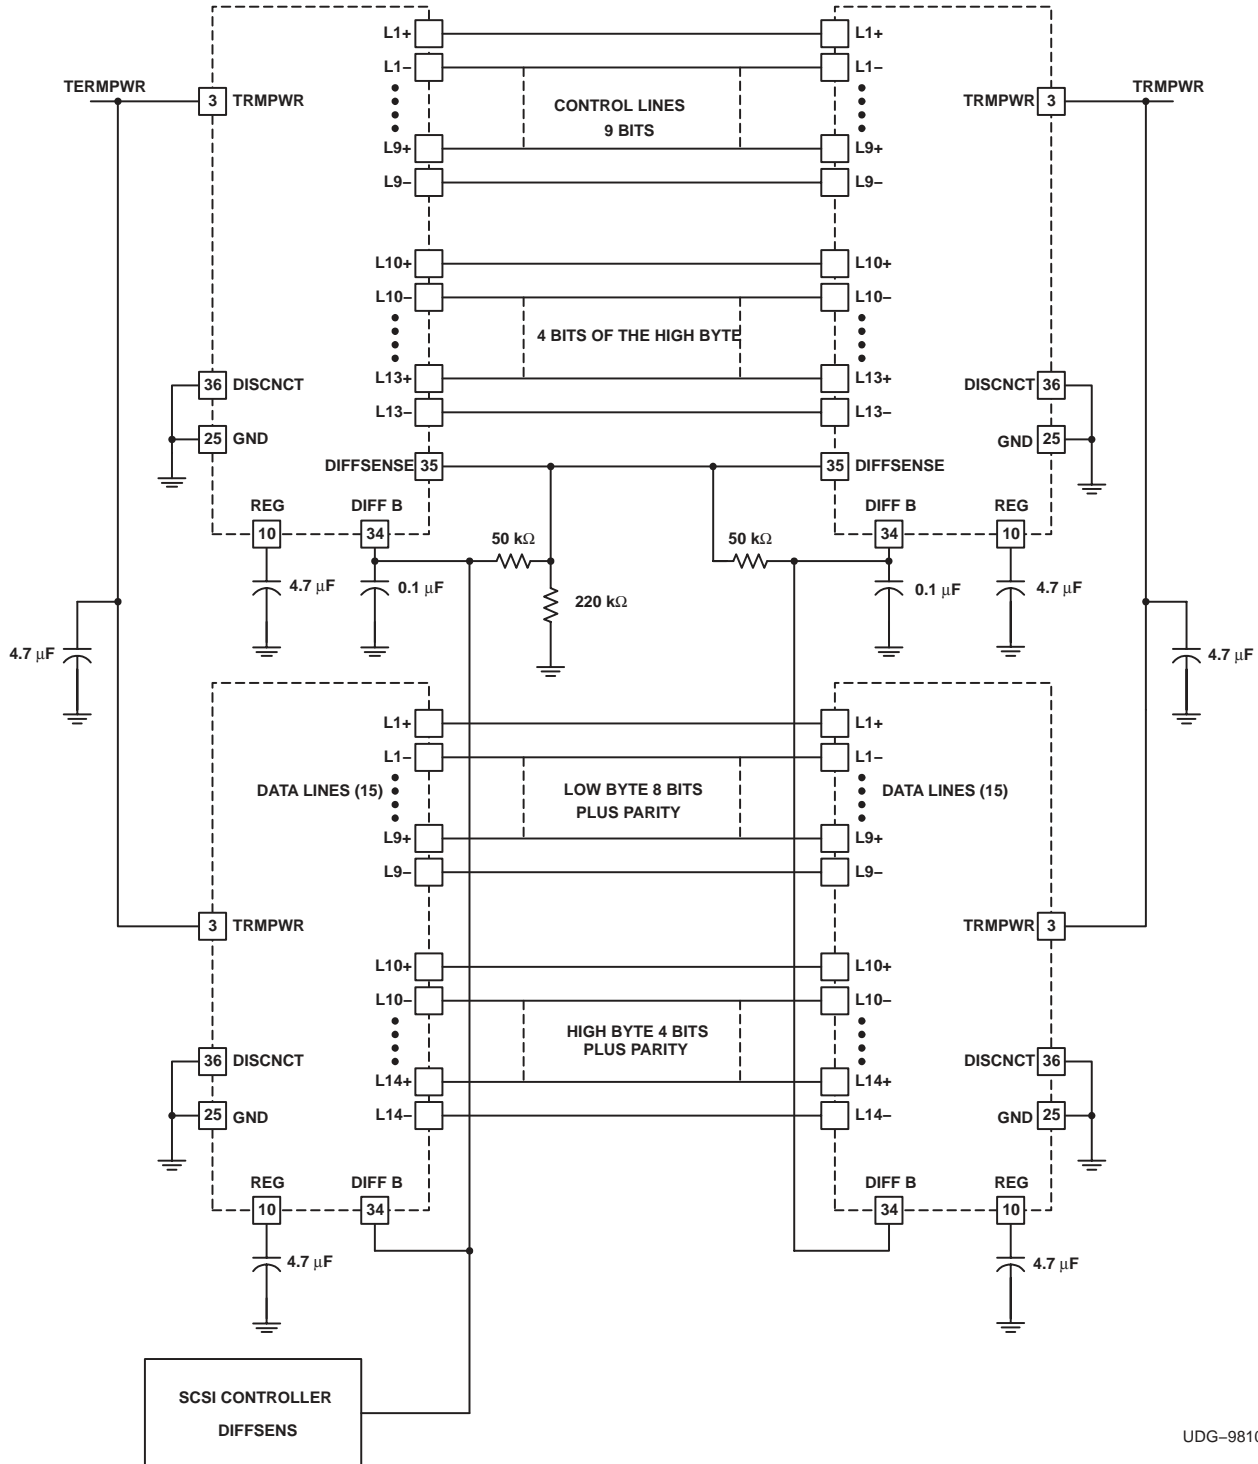 L1+ L1+
L1– L1–
TERMPWR TRMPWR
3 TRMPWR TRMPWR 3
CONTROL LINES
9 BITS
L9+ L9+
L9– L9–
L10+ L10+
L10– L10–
4 BITS OF THE HIGH BYTE
L13+ L13+
L13– L13–
36 DISCNCT DISCNCT 36
25 GND GND 25
DIFFSENSE 35 35 DIFFSENSE
REG DIFF B DIFF B REG
10 34 50 kΩ 50 kΩ 34 10
4.7 μF 0.1 μF 220 kΩ 0.1 μF 4.7 μF
4.7 μF 4.7 μF
L1+ L1+
L1– L1–
DATA LINES (15) DATA LINES (15)
LOW BYTE 8 BITS
PLUS PARITY
L9+ L9+
L9– L9–
3 TRMPWR TRMPWR 3
L10+ L10+
L10– L10–
HIGH BYTE 4 BITS
PLUS PARITY
L14+ L14+
L14– L14–
36 DISCNCT DISCNCT 36
25 GND GND 25
REG DIFF B DIFF B REG
10 34 34 10
4.7 μF 4.7 μF
SCSI CONTROLLER
DIFFSENS
UDG–9810